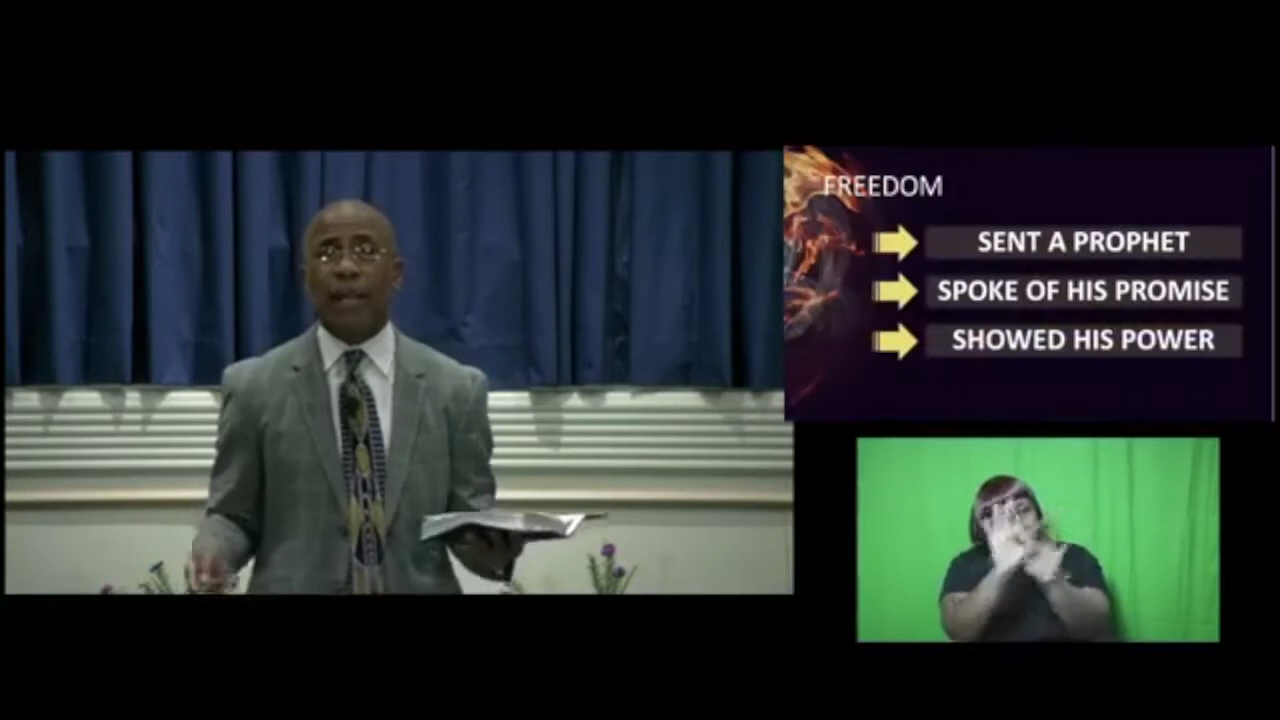 FREEDOM
SENT A PROPHET
SPOKE OF HIS PROMISE
SHOWED HIS POWER